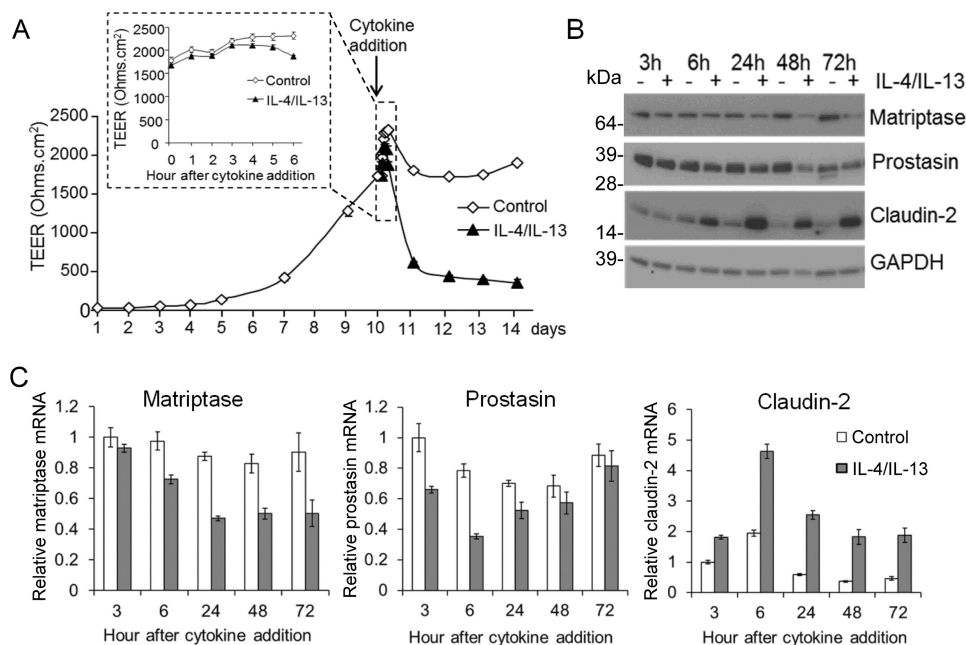 A
TEER (Ohms.cm2)
2500
2000
1500
1000
500
0
Control
IL-4/IL-13
0 1 2 3 4 5 6
Hour after cytokine addition
Cytokine
addition
TEER (Ohms.cm2)
2500
2000
1500
1000
500
0
Control
IL-4/IL-13
1 2 3 4 5 6 7 8 9 10 11 12 13 14 days
B
3h 6h 24h 48h 72h
kDa - + - + - + - + - + IL-4/IL-13
64- Matriptase
39- Prostasin
28-
Claudin-2
14-
39- GAPDH
C
Matriptase
Relative matriptase mRNA
1.2
1
0.8
0.6
0.4
0.2
0
3 6 24 48 72
Hour after cytokine addition
Prostasin
Relative prostasin mRNA
1.2
1
0.8
0.6
0.4
0.2
0
3 6 24 48 72
Hour after cytokine addition
Claudin-2
Relative claudin-2 mRNA
6
5
4
3
2
1
0
Control
IL-4/IL-13
3 6 24 48 72
Hour after cytokine addition